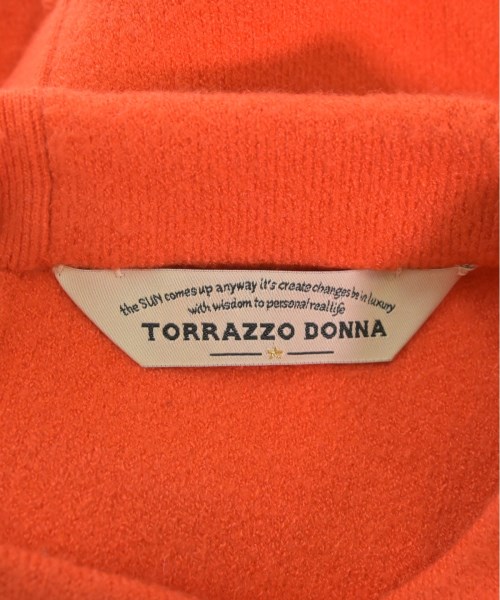 the SUN comes up anyway it's create changes be in luxury
with wisdom to personal real life
TORRAZZO DONNA